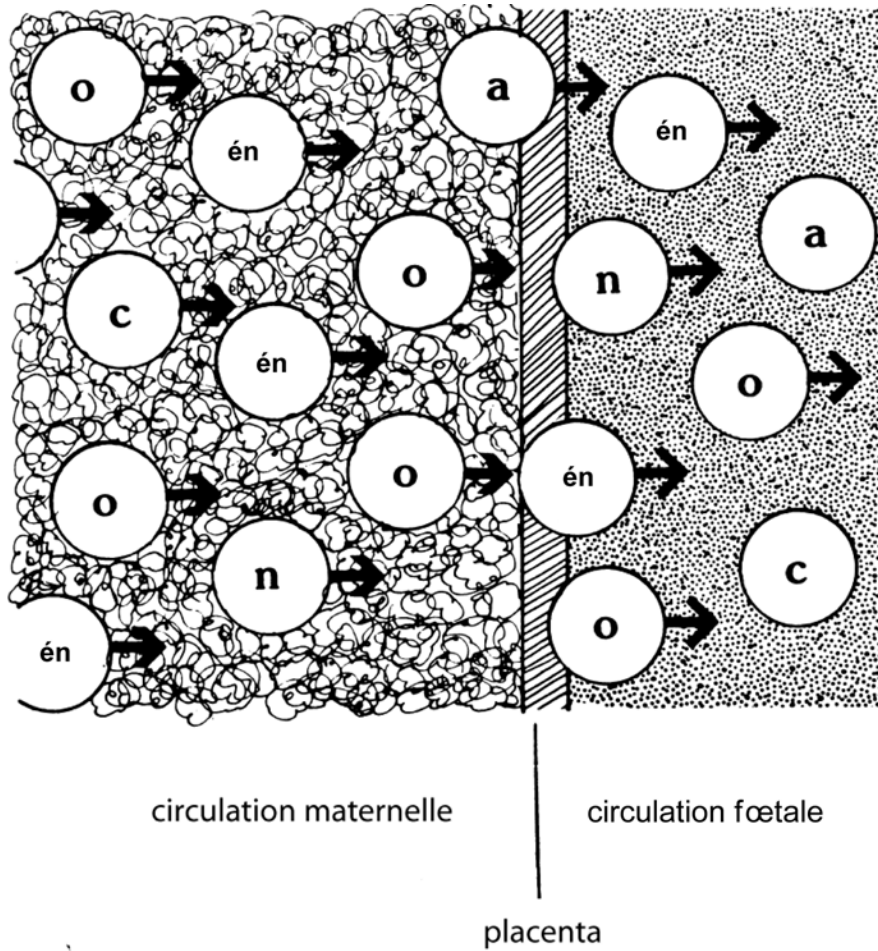 o
a
én
én
a
n
o
c
én
o
o
o
én
c
n
o
én
circulation maternelle
circulation fœtale
placenta